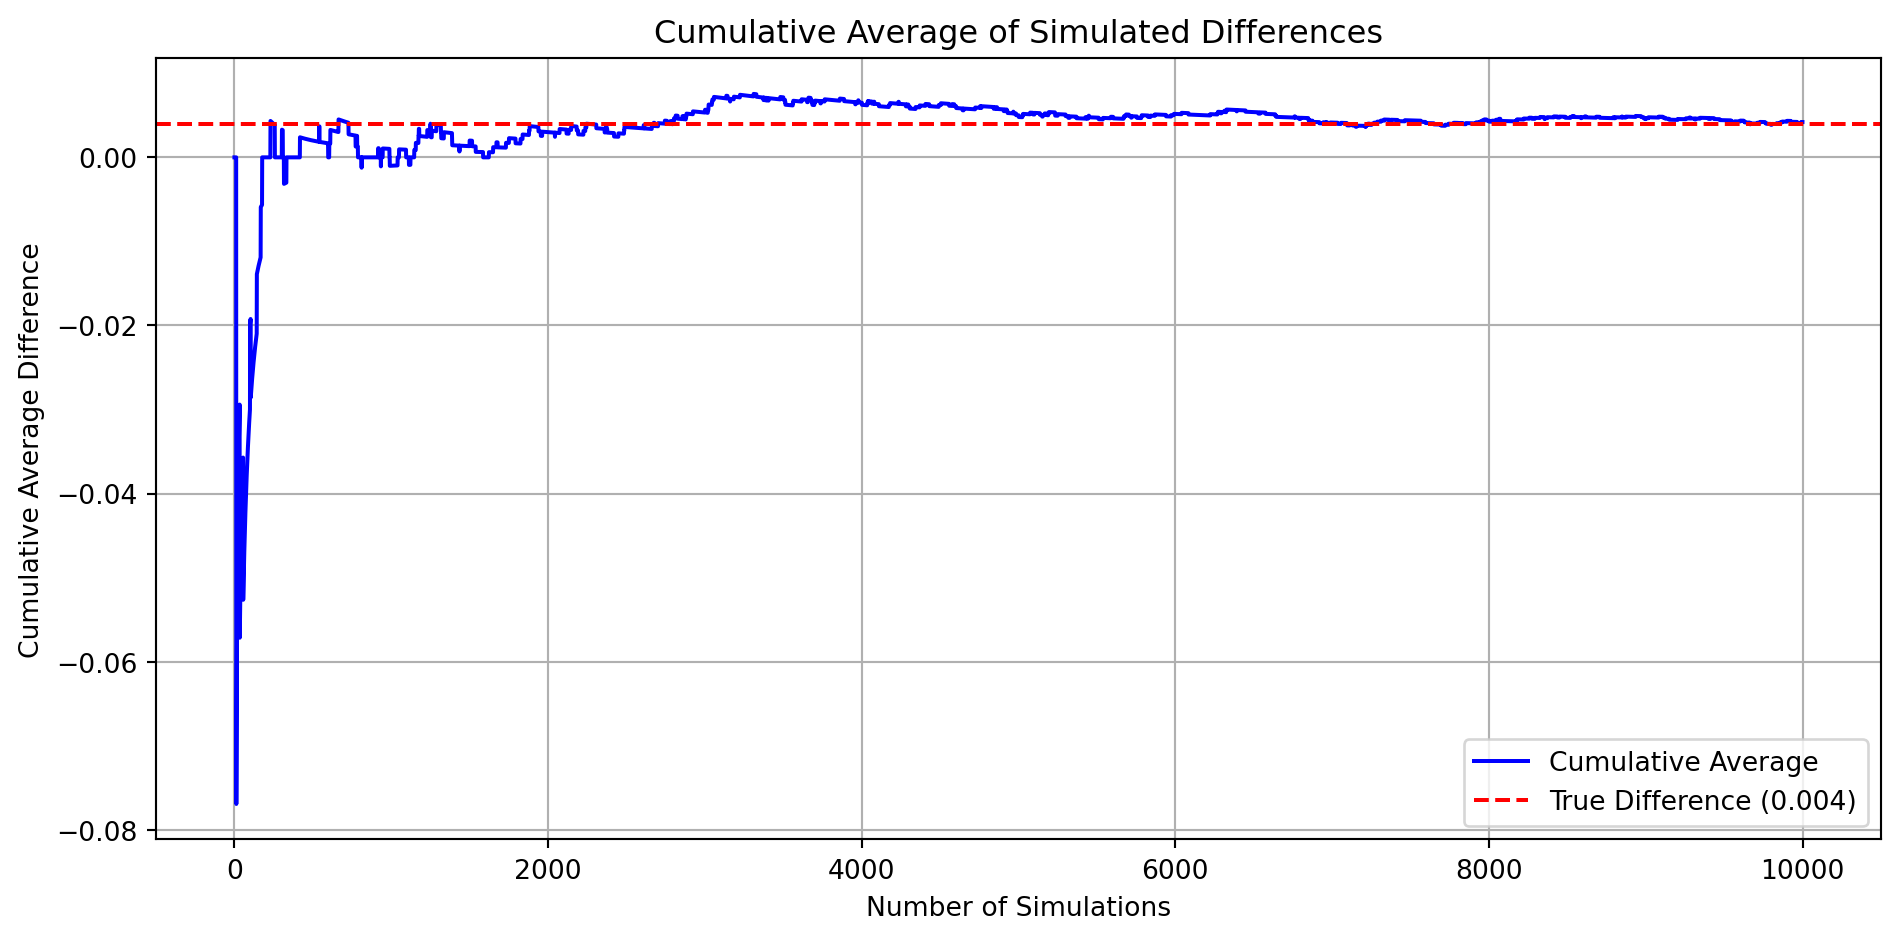 Cumulative Average of Simulated Differences
Cumulative Average Difference
0.00
−0.02
−0.04
−0.06
−0.08
0
2000
4000
6000
8000
10000
Number of Simulations
Cumulative Average
True Difference (0.004)